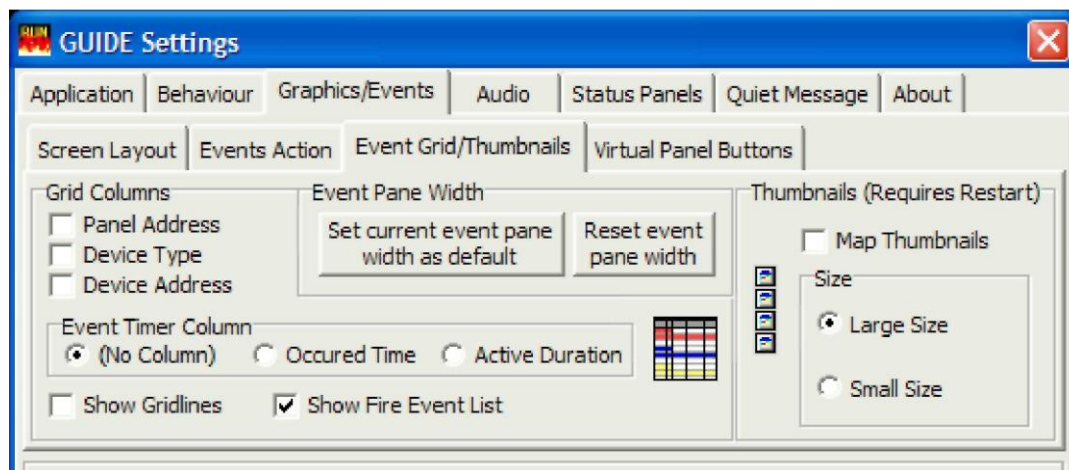 RUN
GUIDE Settings
Application Behaviour Graphics/Events Audio Status Panels Quiet Message About
Screen Layout Events Action Event Grid/Thumbnails Virtual Panel Buttons
Grid Columns
Panel Address
Device Type
Device Address
Event Pane Width
Set current event pane
width as default
Reset event
pane width
Event Timer Column
(No Column) Occured Time Active Duration
Show Gridlines Show Fire Event List
Thumbnails (Requires Restart)
Map Thumbnails
Size
Large Size
Small Size